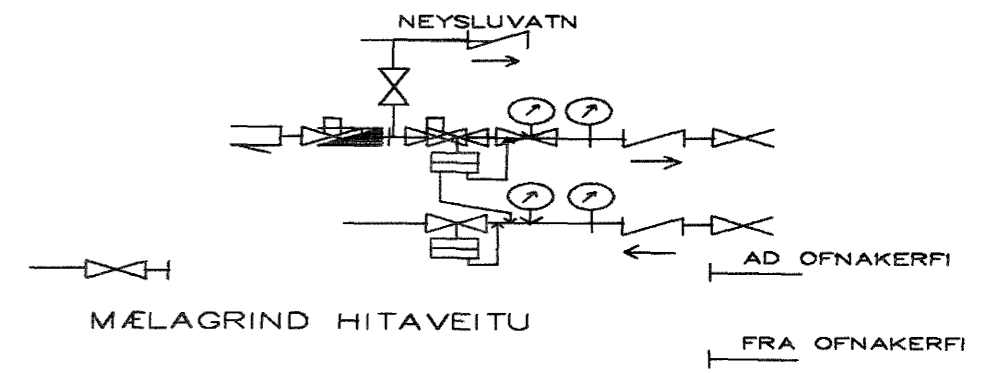 NEYSLUVATN
AD OFNAKERFI
MÆLAGRIND HITAVEITU
FRA OFNAKERFI